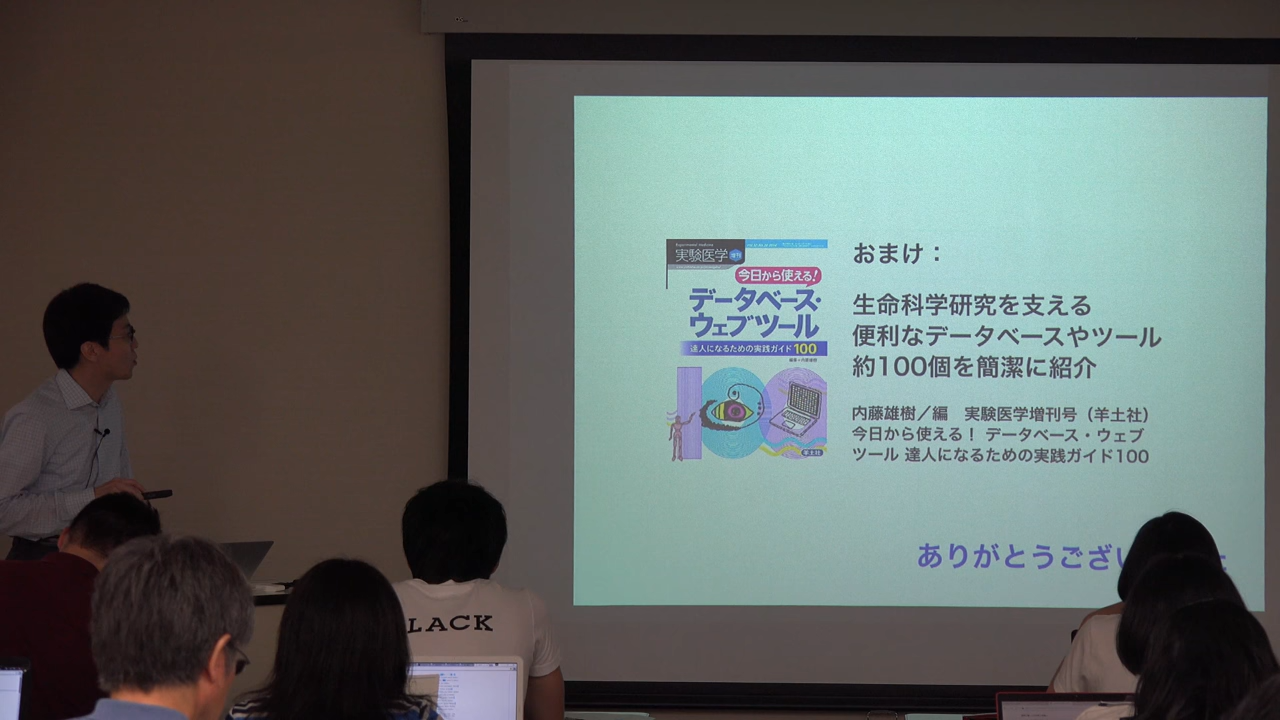 実験医学 増刊
今日から使える!
データベース・
ウェブツール
達人になるための実践ガイド100
羊土社
おまけ：
生命科学研究を支える
便利なデータベースやツール
約100個を簡潔に紹介
内藤雄樹／編　実験医学増刊号（羊土社）
今日から使える！ データベース・ウェブ
ツール 達人になるための実践ガイド100
ありがとうござい
LACK